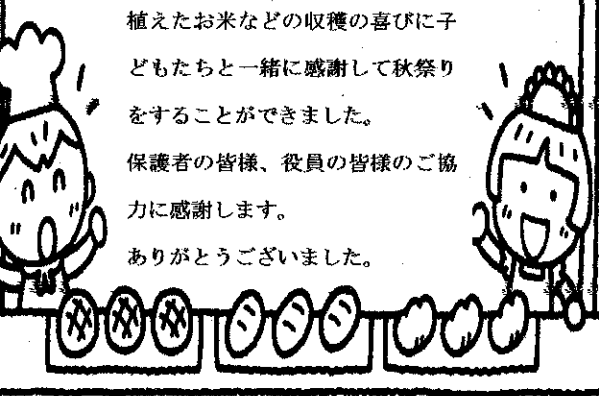 植えたお米などの収穫の喜びに子
どもたちと一緒に感謝して秋祭り
をすることができました。
保護者の皆様、役員の皆様のご協
力に感謝します。
ありがとうございました。